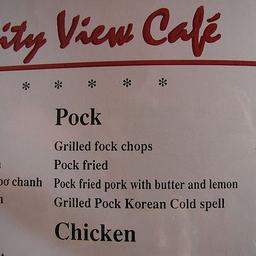 ity View Café
* * * * *
Pock
Grilled fock chops
Pock fried
ơ chanh Pock fried pork with butter and lemon
Grilled Pock Korean Cold spell
Chicken